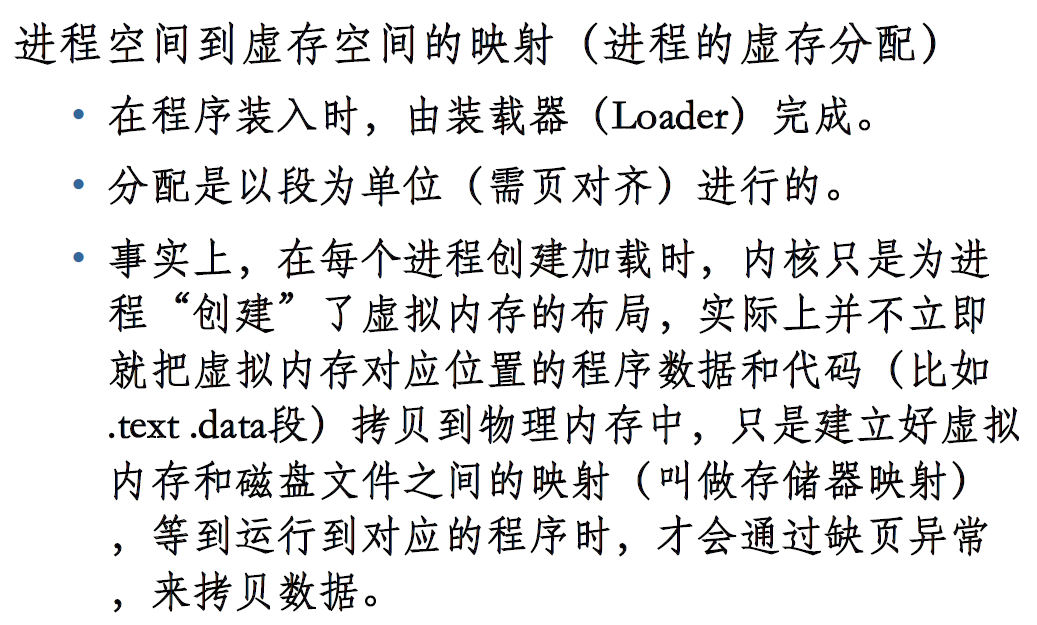 进程空间到虚存空间的映射（进程的虚存分配）
• 在程序装入时，由装载器（Loader）完成。
• 分配是以段为单位（需页对齐）进行的。
• 事实上，在每个进程创建加载时，内核只是为进
程“创建”了虚拟内存的布局，实际上并不立即
就把虚拟内存对应位置的程序数据和代码（比如
.text .data段）拷贝到物理内存中，只是建立好虚拟
内存和磁盘文件之间的映射（叫做存储器映射）
，等到运行到对应的程序时，才会通过缺页异常
，来拷贝数据。